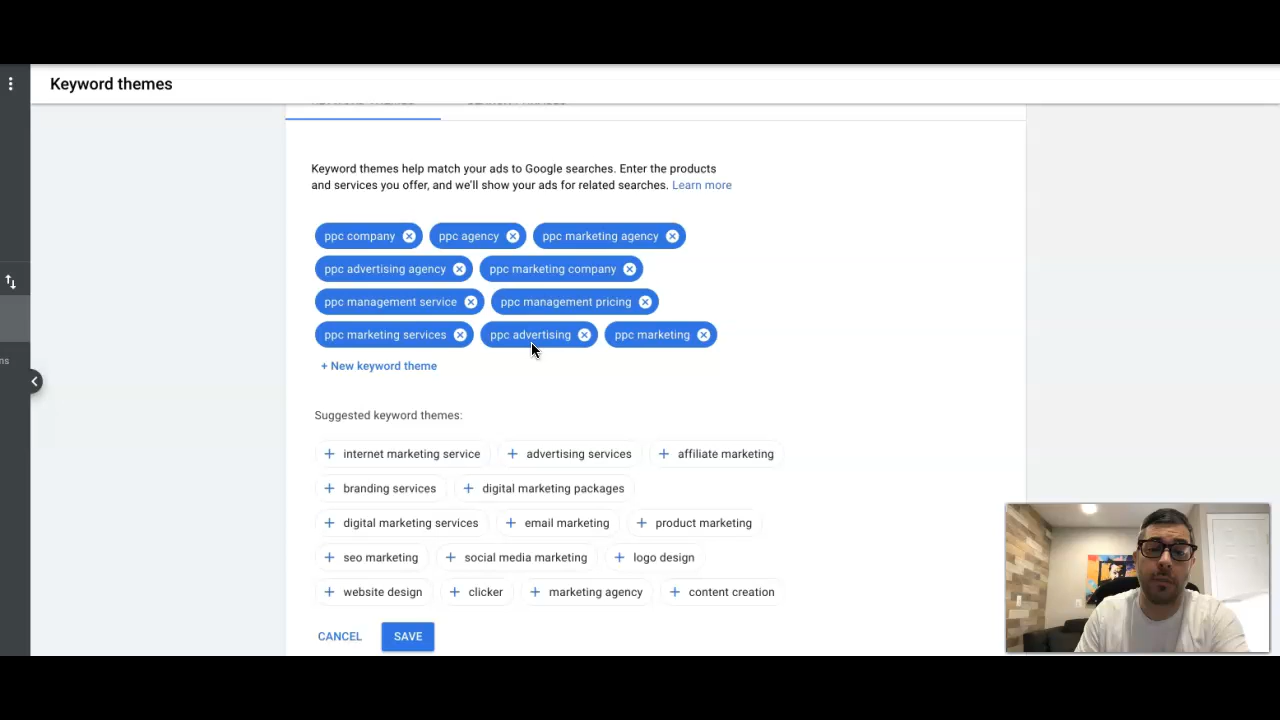 Keyword themes
Keyword themes help match your ads to Google searches. Enter the products
and services you offer, and we'll show your ads for related searches. Learn more
ppc company ppc agency ppc marketing agency
ppc advertising agency ppc marketing company
ppc management service ppc management pricing
ppc marketing services ppc advertising ppc marketing
+ New keyword theme
ns
Suggested keyword themes:
+ internet marketing service + advertising services + affiliate marketing
+ branding services + digital marketing packages
+ digital marketing services + email marketing + product marketing
+ seo marketing + social media marketing + logo design
+ website design + clicker + marketing agency + content creation
CANCEL SAVE